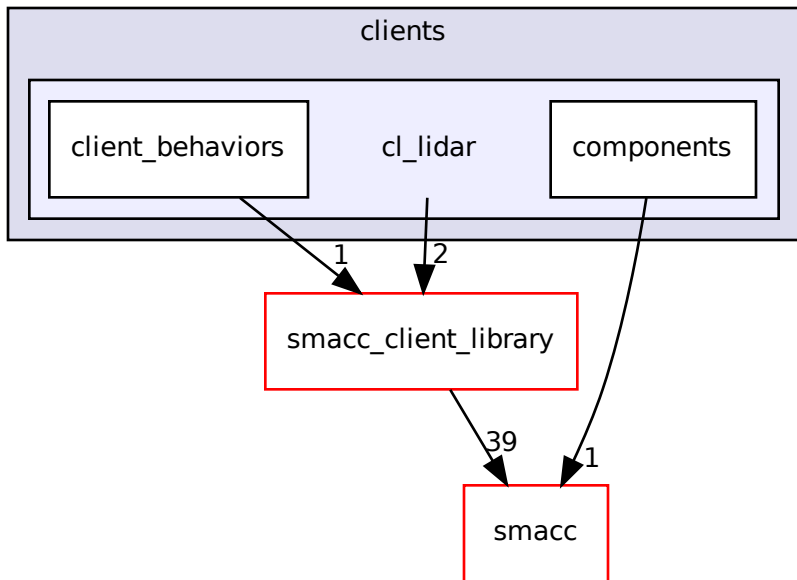 clients
client_behaviors
cl_lidar
components
1
2
smacc_client_library
39
1
smacc